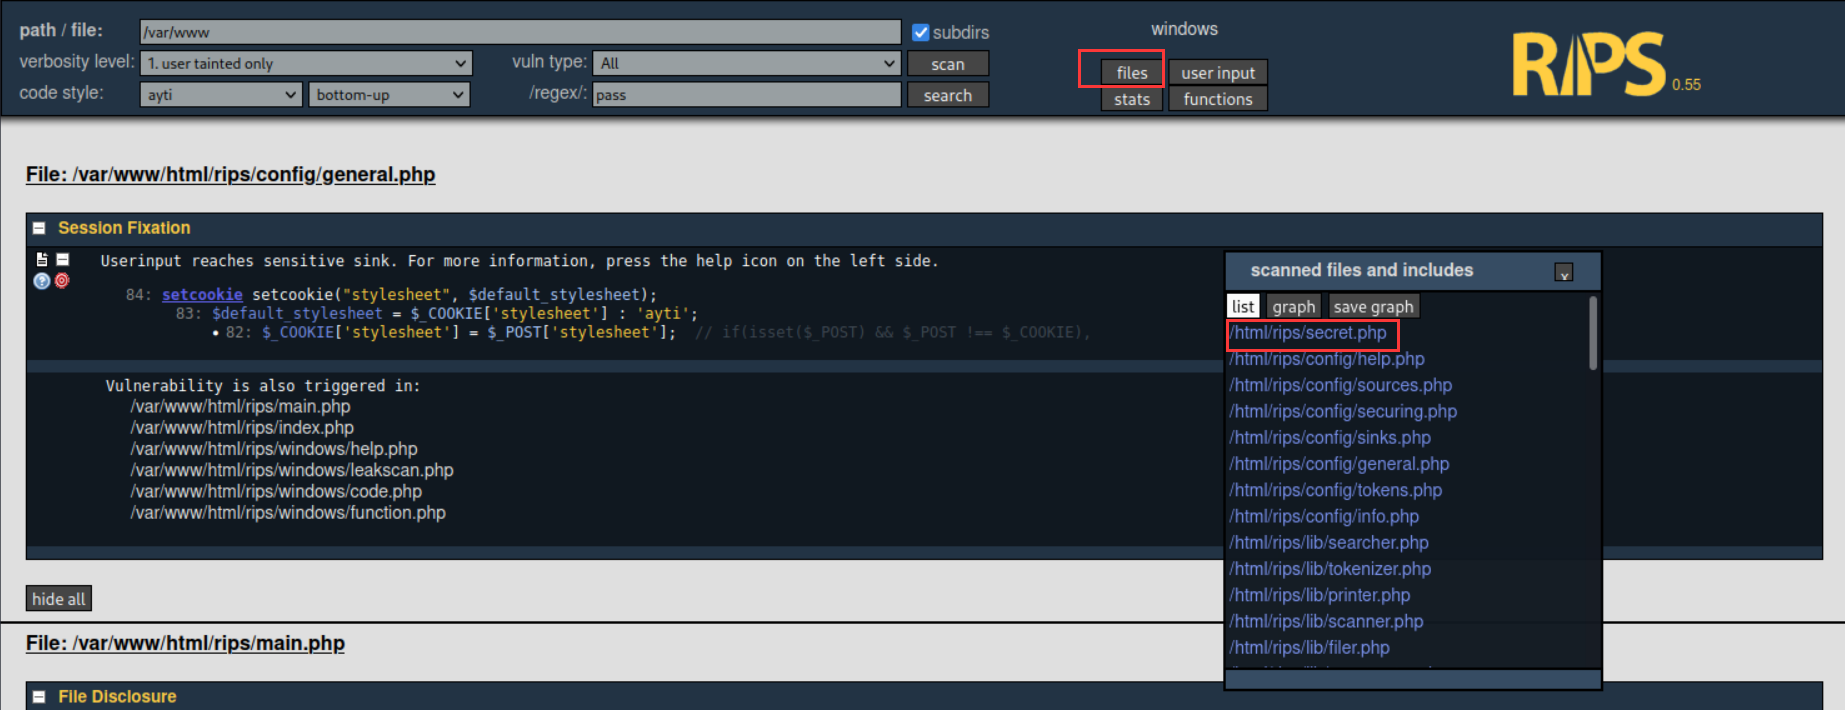 path / file:
/var/www
subdirs
windows
verbosity level:
1. user tainted only
vuln type:
All
scan
files
user input
code style:
ayti
bottom-up
/regex/:
pass
search
stats
functions
RIPS
0.55
File: /var/www/html/rips/config/general.php
Session Fixation
Userinput reaches sensitive sink. For more information, press the help icon on the left side.
84: setcookie setcookie("stylesheet", $default_stylesheet);
83: $default_stylesheet = $_COOKIE['stylesheet'] : 'ayti';
• 82: $_COOKIE['stylesheet'] = $_POST['stylesheet']; // if(isset($_POST) && $_POST !== $_COOKIE),
Vulnerability is also triggered in:
/var/www/html/rips/main.php
/var/www/html/rips/index.php
/var/www/html/rips/windows/help.php
/var/www/html/rips/windows/leakscan.php
/var/www/html/rips/windows/code.php
/var/www/html/rips/windows/function.php
hide all
File: /var/www/html/rips/main.php
File Disclosure
scanned files and includes
x
list
graph
save graph
/html/rips/secret.php
/html/rips/config/help.php
/html/rips/config/sources.php
/html/rips/config/securing.php
/html/rips/config/sinks.php
/html/rips/config/general.php
/html/rips/config/tokens.php
/html/rips/config/info.php
/html/rips/lib/searcher.php
/html/rips/lib/tokenizer.php
/html/rips/lib/printer.php
/html/rips/lib/scanner.php
/html/rips/lib/filer.php